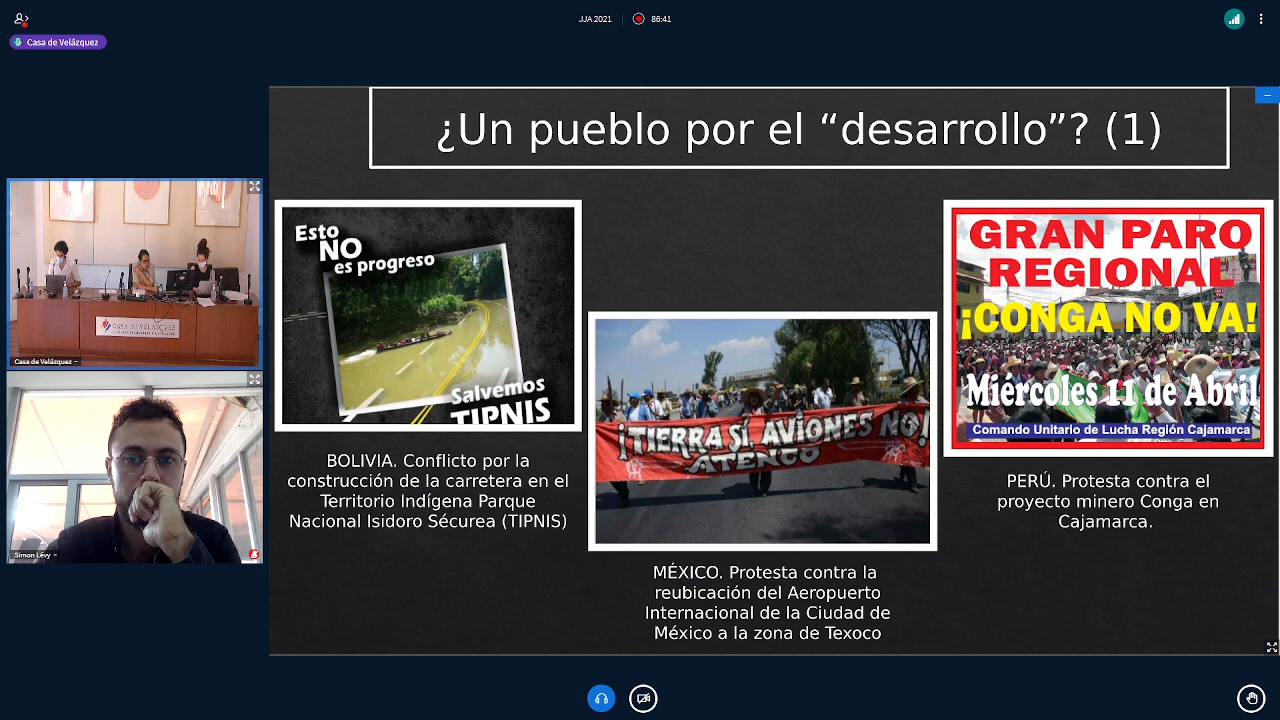 JJA 2021
86:41
Casa de Velázquez
¿Un pueblo por el “desarrollo”? (1)
Esto
NO
es progreso
Salvemos
TIPNIS
BOLIVIA. Conflicto por la
construcción de la carretera en el
Territorio Indígena Parque
Nacional Isidoro Sécurea (TIPNIS)
¡TIERRA SÍ, AVIONES NO!
ATENCO
MÉXICO. Protesta contra la
reubicación del Aeropuerto
Internacional de la Ciudad de
México a la zona de Texoco
GRAN PARO
REGIONAL
¡CONGA NO VA!
Miércoles 11 de Abril
Comando Unitario de Lucha Región Cajamarca
PERÚ. Protesta contra el
proyecto minero Conga en
Cajamarca.
CASA DE VELÁZQUEZ
Casa de Velázquez
Simon Lévy